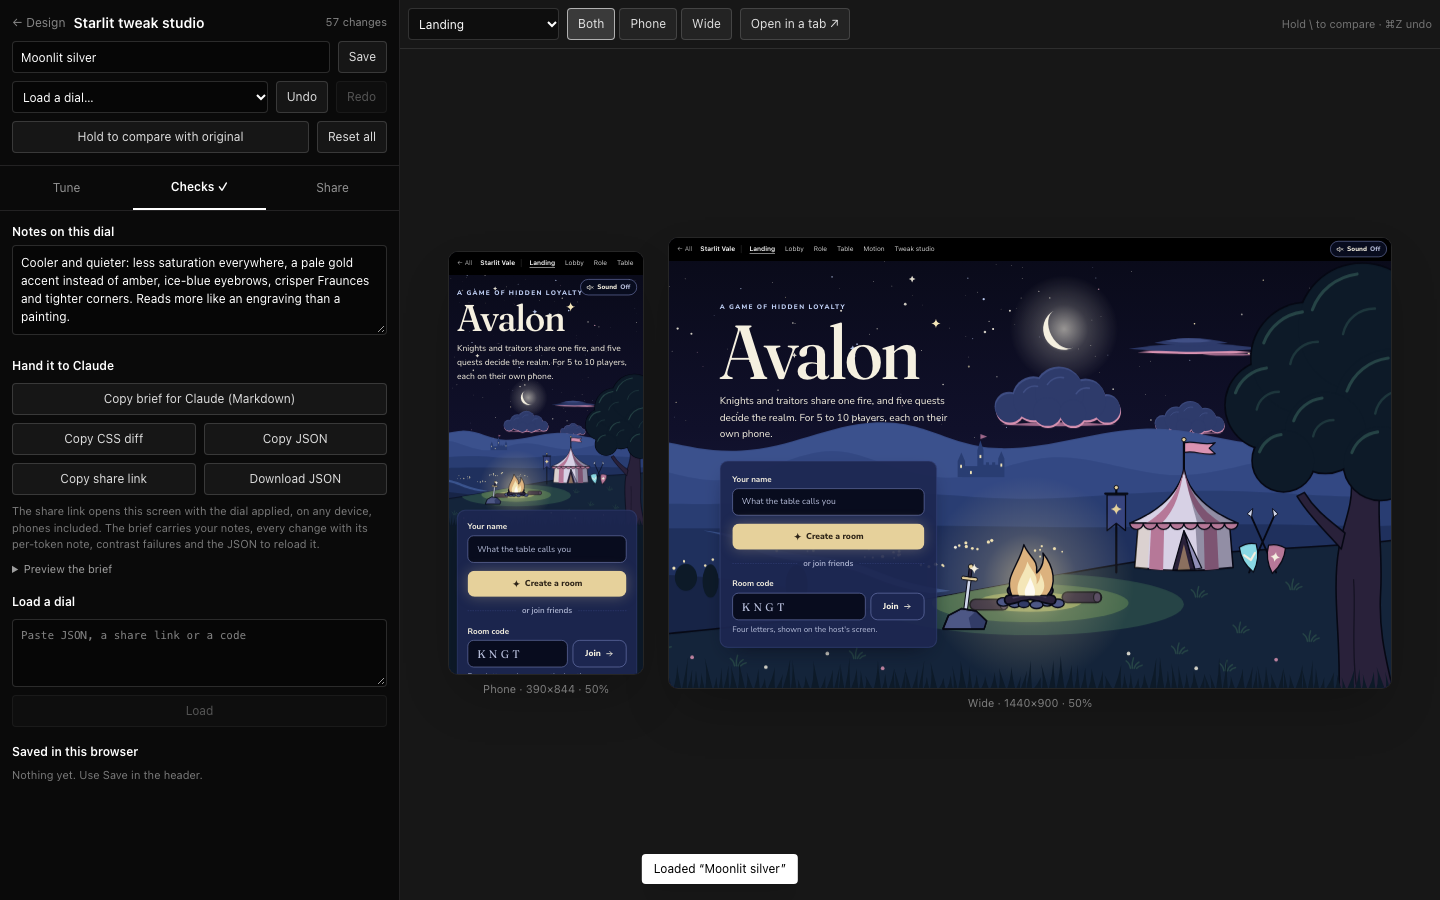 ← Design Starlit tweak studio 57 changes
Moonlit silver Save
Load a dial... Undo Redo
Hold to compare with original Reset all
Tune Checks ✓ Share
Notes on this dial
Cooler and quieter: less saturation everywhere, a pale gold
accent instead of amber, ice-blue eyebrows, crisper Fraunces
and tighter corners. Reads more like an engraving than a
painting.
Hand it to Claude
Copy brief for Claude (Markdown)
Copy CSS diff Copy JSON
Copy share link Download JSON
The share link opens this screen with the dial applied, on any device,
phones included. The brief carries your notes, every change with its
per-token note, contrast failures and the JSON to reload it.
▶ Preview the brief
Load a dial
Paste JSON, a share link or a code
Load
Saved in this browser
Nothing yet. Use Save in the header.
Landing Both Phone Wide Open in a tab ↗ Hold \ to compare · ⌘Z undo
← All Starlit Vale Landing Lobby Role Table
Sound Off
A GAME OF HIDDEN LOYALTY
Avalon
Knights and traitors share one fire, and five
quests decide the realm. For 5 to 10 players,
each on their own phone.
Your name
What the table calls you
Create a room
or join friends
Room code
KNGT Join →
Phone · 390×844 · 50%
← All Starlit Vale Landing Lobby Role Table Motion Tweak studio Sound Off
A GAME OF HIDDEN LOYALTY
Avalon
Knights and traitors share one fire, and five quests
decide the realm. For 5 to 10 players, each on their
own phone.
Your name
What the table calls you
Create a room
or join friends
Room code
KNGT Join →
Four letters, shown on the host's screen.
Wide · 1440×900 · 50%
Loaded “Moonlit silver”